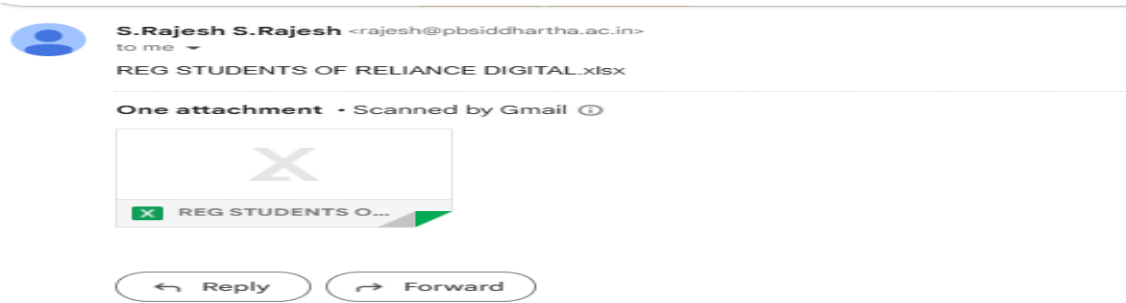 S.Rajesh S.Rajesh <rajesh@pbsiddhartha.ac.in>
to me
REG STUDENTS OF RELIANCE DIGITAL.xlsx
One attachment • Scanned by Gmail
X
X REG STUDENTS O...
Reply Forward